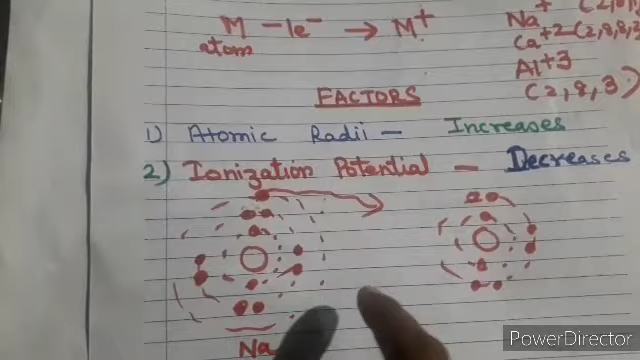 M - 1e⁻ → M⁺
atom
Na⁺
Ca+2 (2,8,8,
Al+3
(2,8,3)
FACTORS
1) Atomic Radii - Increases
2) Ionization Potential - Decreases
Na
PowerDirector